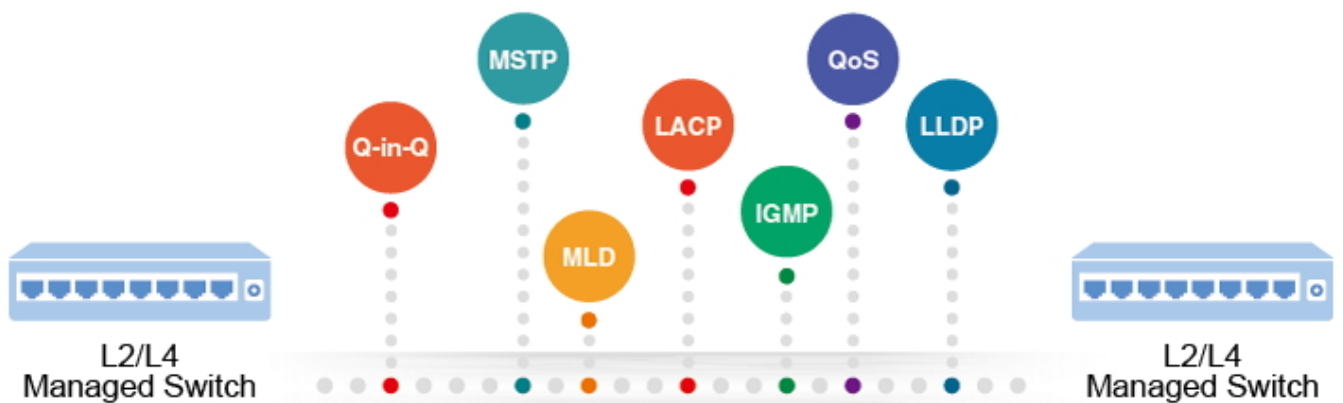 MSTP
QoS
LACP
LLDP
Q-in-Q
IGMP
MLD
L2/L4
Managed Switch
L2/L4
Managed Switch